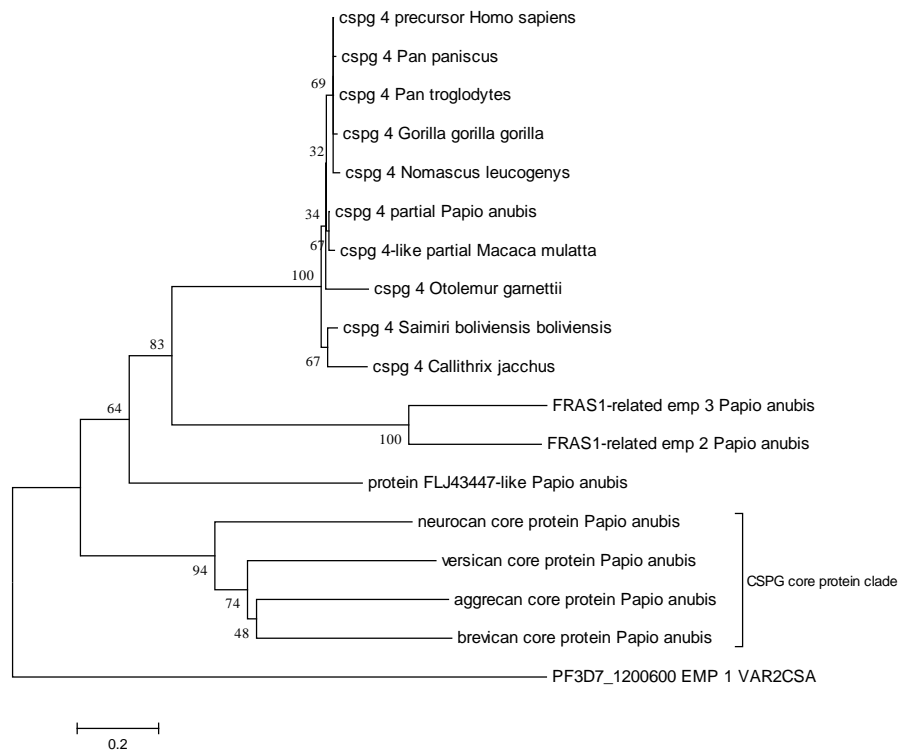 cspg 4 precursor Homo sapiens
cspg 4 Pan paniscus
69
cspg 4 Pan troglodytes
cspg 4 Gorilla gorilla gorilla
32
cspg 4 Nomascus leucogenys
34
cspg 4 partial Papio anubis
67
cspg 4-like partial Macaca mulatta
100
cspg 4 Otolemur garnettii
cspg 4 Saimiri boliviensis boliviensis
83
67
cspg 4 Callithrix jacchus
FRAS1-related emp 3 Papio anubis
64
100
FRAS1-related emp 2 Papio anubis
protein FLJ43447-like Papio anubis
neurocan core protein Papio anubis
94
versican core protein Papio anubis
CSPG core protein clade
74
aggrecan core protein Papio anubis
48
brevican core protein Papio anubis
PF3D7_1200600 EMP 1 VAR2CSA
0.2